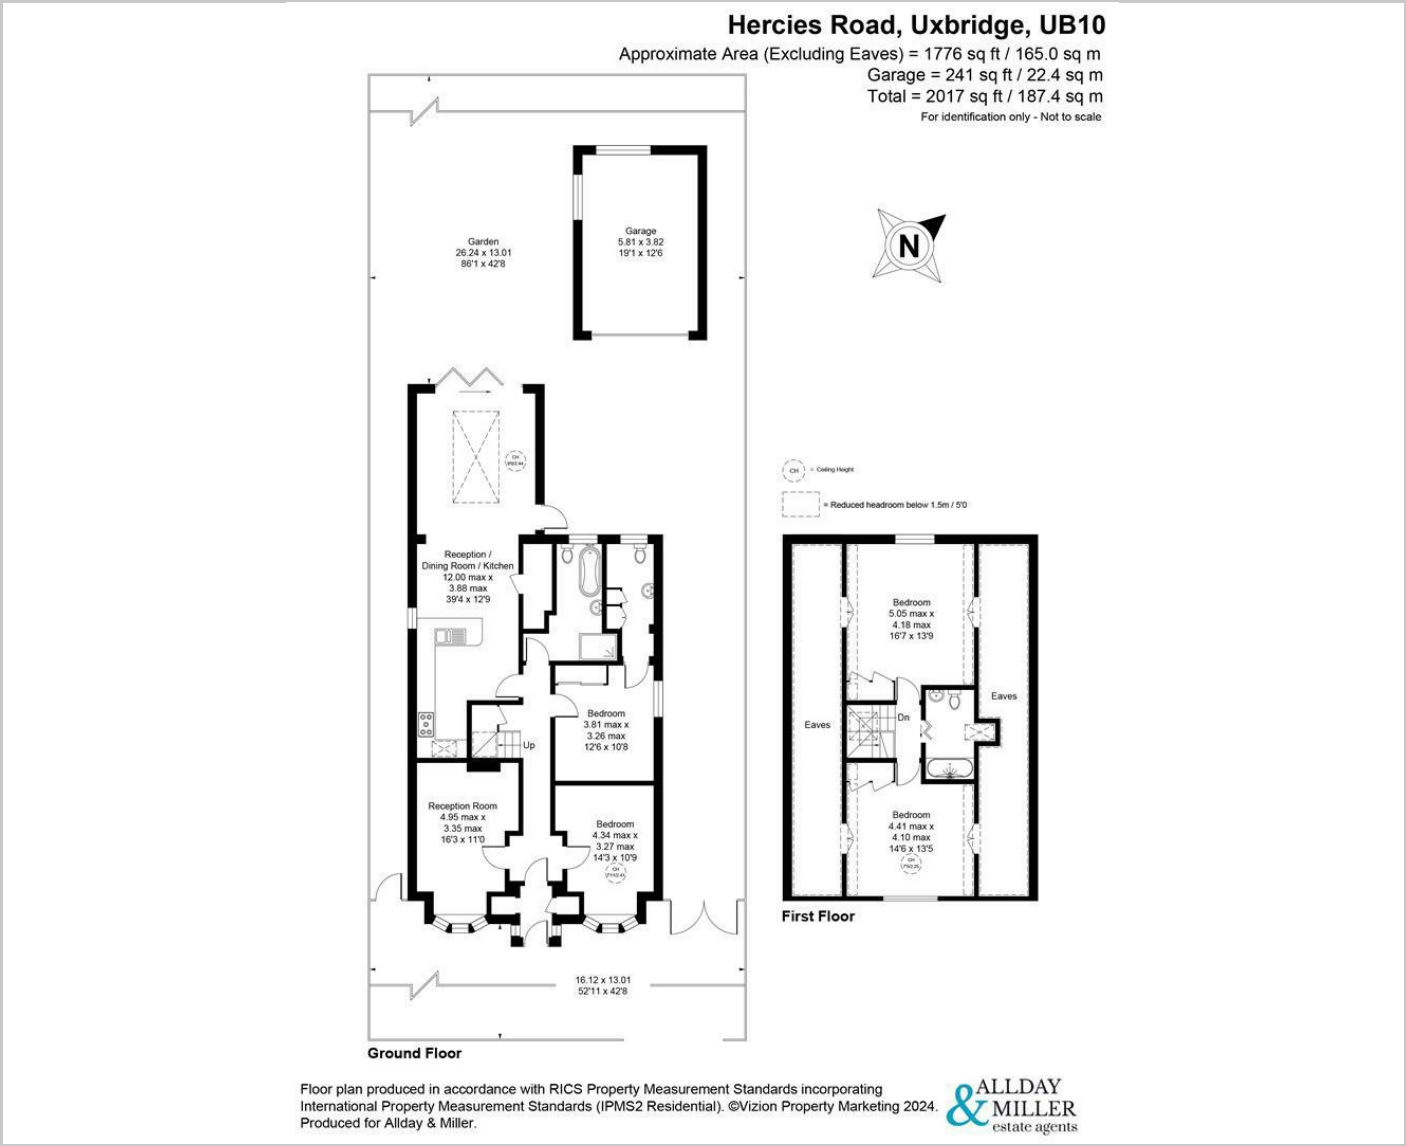 Hercies Road, Uxbridge, UB10
Approximate Area (Excluding Eaves) = 1776 sq ft / 165.0 sq m
Garage = 241 sq ft / 22.4 sq m
Total = 2017 sq ft / 187.4 sq m
For identification only - Not to scale
Garden
26.24 x 13.01
86'1 x 42'8
Garage
5.81 x 3.82
19'1 x 12'6
N
CH
CH
= Ceiling Height
= Reduced headroom below 1.5m / 5'0
Reception /
Dining Room / Kitchen
12.00 max x
3.88 max
39'4 x 12'9
Bedroom
3.81 max x
3.26 max
12'6 x 10'8
Up
Reception Room
4.95 max x
3.35 max
16'3 x 11'0
Bedroom
4.34 max x
3.27 max
14'3 x 10'9
CH
16.12 x 13.01
52'11 x 42'8
Ground Floor
Bedroom
5.05 max x
4.18 max
16'7 x 13'9
Eaves
Eaves
Dn
Bedroom
4.41 max x
4.10 max
14'6 x 13'5
CH
First Floor
Floor plan produced in accordance with RICS Property Measurement Standards incorporating
International Property Measurement Standards (IPMS2 Residential). ©Vizion Property Marketing 2024.
Produced for Allday & Miller.
ALLDAY
& MILLER
estate agents